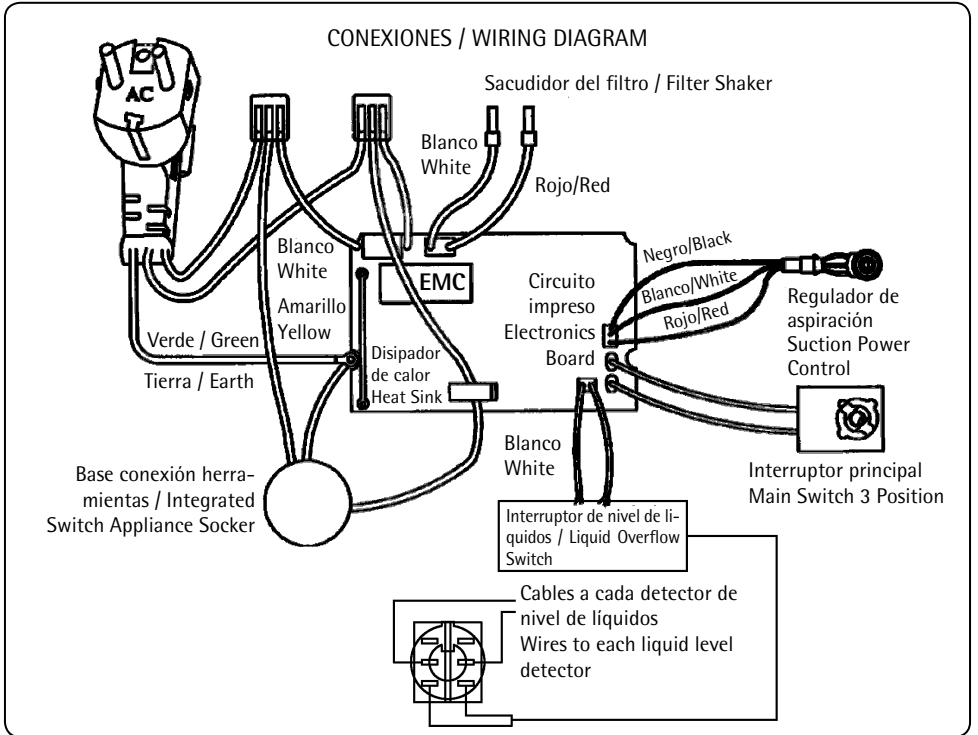 CONEXIONES / WIRING DIAGRAM
AC
Sacudidor del filtro / Filter Shaker
Blanco
White
Rojo/Red
Blanco
White
EMC
Amarillo
Yellow
Verde / Green
Tierra / Earth
Disipador
de calor
Heat Sink
Circuito
impreso
Electronics
Board
Negro/Black
Blanco/White
Rojo/Red
Regulador de
aspiración
Suction Power
Control
Interruptor principal
Main Switch 3 Position
Base conexión herra-
mientas / Integrated
Switch Appliance Socker
Blanco
White
Interruptor de nivel de li-
quidos / Liquid Overflow
Switch
Cables a cada detector de
nivel de líquidos
Wires to each liquid level
detector